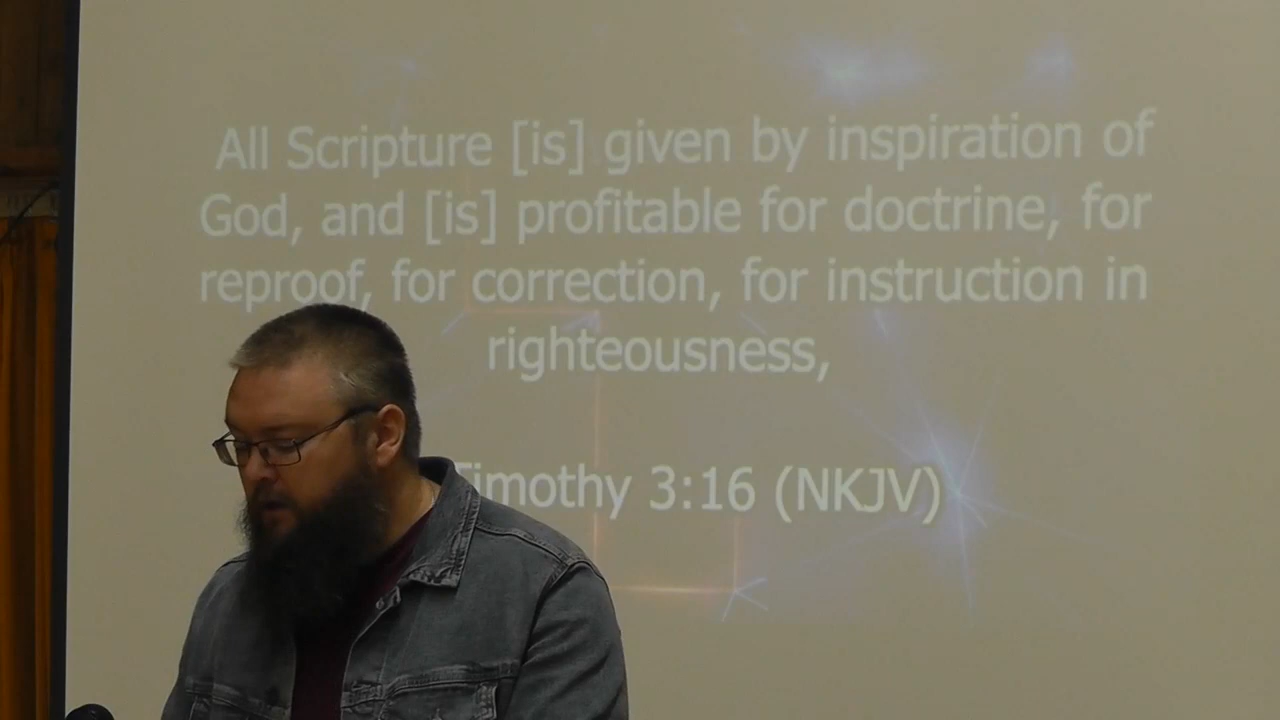 All Scripture [is] given by inspiration of
God, and [is] profitable for doctrine, for
reproof, for correction, for instruction in
righteousness,
Timothy 3:16 (NKJV)